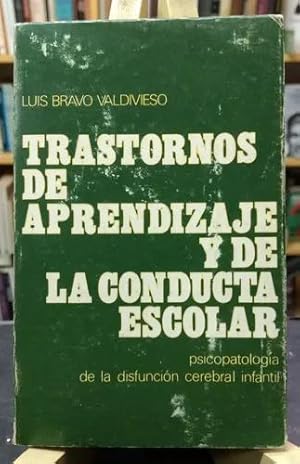 LUIS BRAVO VALDIVIESO
TRASTORNOS
DE
APRENDIZAJE
Y DE
LA CONDUCTA
ESCOLAR
psicopatología
de la disfunción cerebral infantil